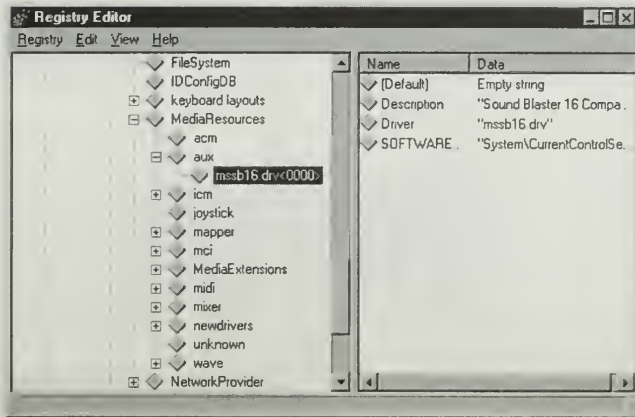 Registry Editor
Registry Edit View Help
FileSystem
IDConfigDB
keyboard layouts
MediaResources
acm
aux
mssb16.drv<0000>
icm
joystick
mapper
mci
MediaExtensions
midi
mixer
newdrivers
unknown
wave
NetworkProvider
Name Data
(Default) Empty string
Description "Sound Blaster 16 Compa.
Driver "mssb16.drv"
SOFTWARE . "System\CurrentControlSe.